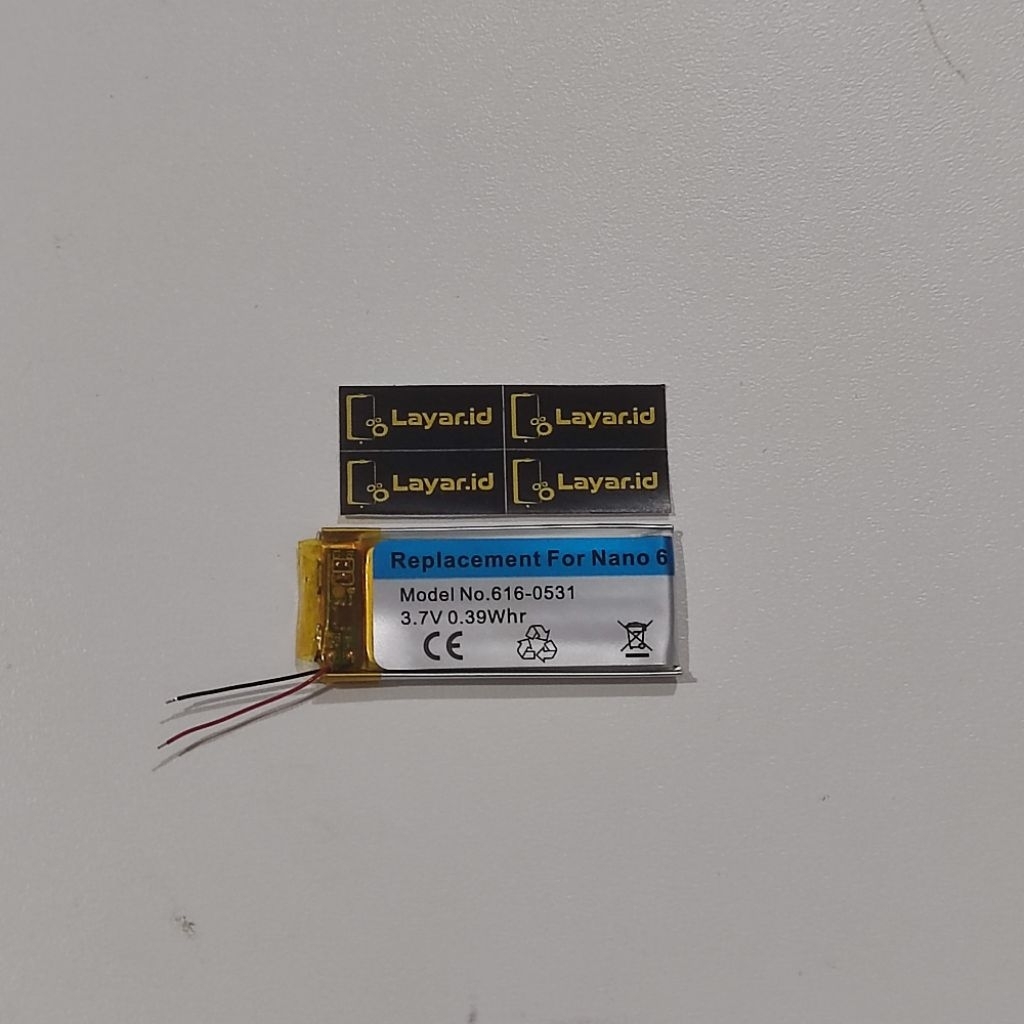 Layar.id Layar.id
Layar.id Layar.id
Replacement For Nano 6
Model No.616-0531
3.7V 0.39Whr
CE